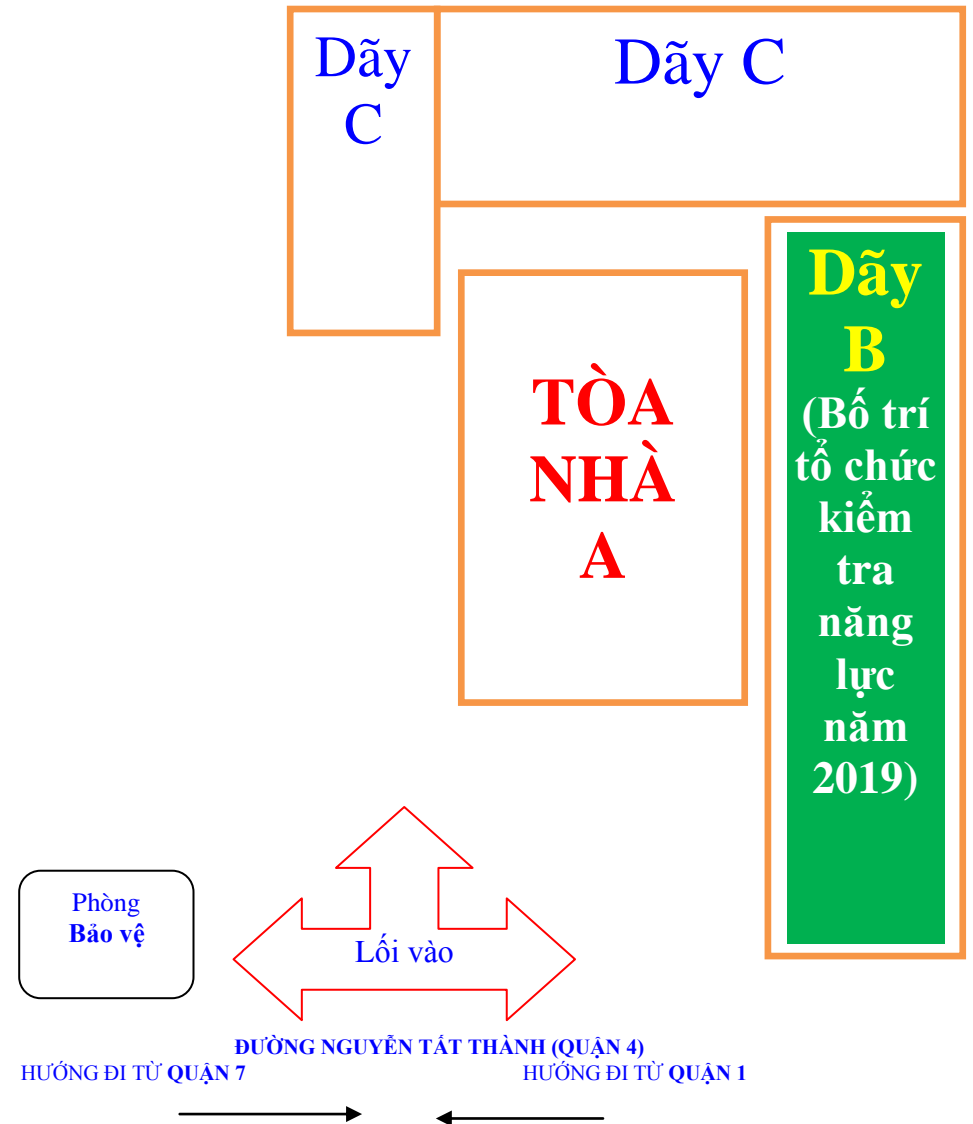 Dãy
C
Dãy C
TÒA
NHÀ
A
Dãy
B
(Bố trí
tổ chức
kiểm
tra
năng
lực
năm
2019)
Phòng
Bảo vệ
Lối vào
ĐƯỜNG NGUYỄN TẤT THÀNH (QUẬN 4)
HƯỚNG ĐI TỪ QUẬN 7
HƯỚNG ĐI TỪ QUẬN 1